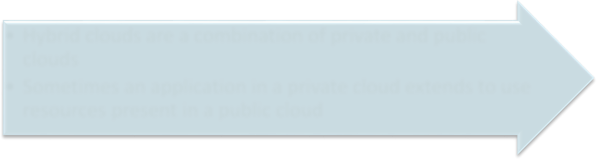 • Hybrid clouds are a combination of private and public
clouds
• Sometimes an application in a private cloud extends to use
resources present in a public cloud